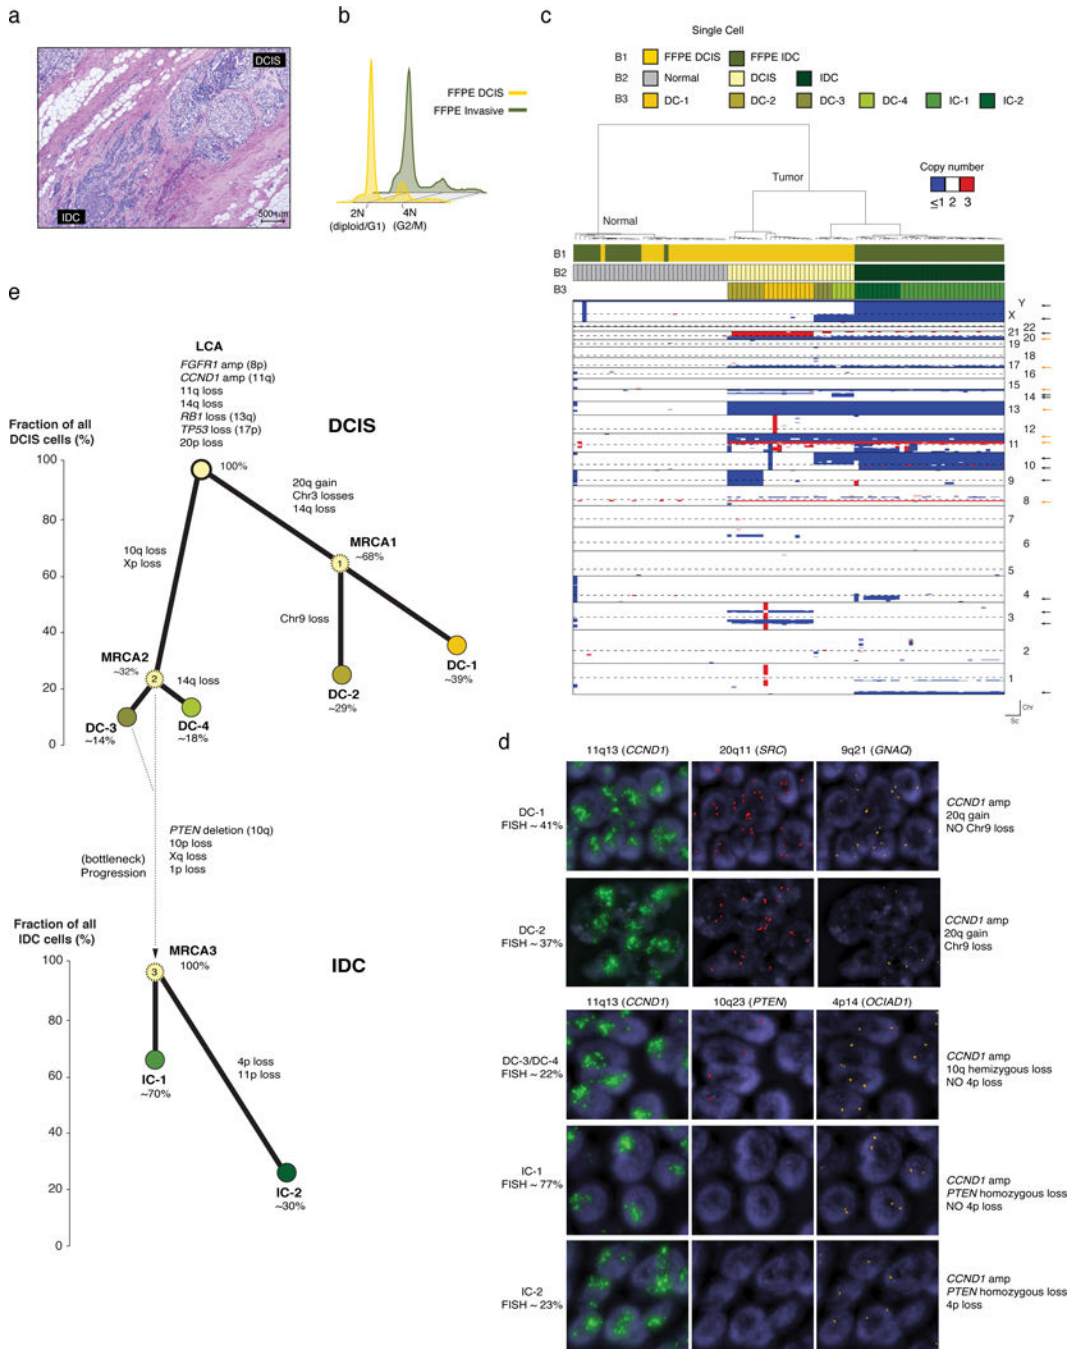 a
DCIS
IDC
500 um
b
FFPE DCIS
FFPE Invasive
2N
(diploid/G1)
4N
(G2/M)
c
Single Cell
B1 FFPE DCIS FFPE IDC
B2 Normal DCIS IDC
B3 DC-1 DC-2 DC-3 DC-4 IC-1 IC-2
Tumor
Normal
Copy number
≤1 2 3
B1
B2
B3
Y
X
22
21
20
19
18
17
16
15
14
13
12
11
10
9
8
7
6
5
4
3
2
1
Chr
Sc
d
11q13 (CCND1) 20q11 (SRC) 9q21 (GNAQ)
DC-1
FISH ~ 41%
CCND1 amp
20q gain
NO Chr9 loss
DC-2
FISH ~ 37%
CCND1 amp
20q gain
Chr9 loss
11q13 (CCND1) 10q23 (PTEN) 4p14 (OCIAD1)
DC-3/DC-4
FISH ~ 22%
CCND1 amp
10q hemizygous loss
NO 4p loss
IC-1
FISH ~ 77%
CCND1 amp
PTEN homozygous loss
NO 4p loss
IC-2
FISH ~ 23%
CCND1 amp
PTEN homozygous loss
4p loss
e
LCA
FGFR1 amp (8p)
CCND1 amp (11q)
11q loss
14q loss
RB1 loss (13q)
TP53 loss (17p)
20p loss
DCIS
Fraction of all
DCIS cells (%)
100
80
60
40
20
0
100%
20q gain
Chr3 losses
14q loss
10q loss
Xp loss
MRCA1
~68%
1
Chr9 loss
DC-1
~39%
DC-2
~29%
MRCA2
~32%
2
14q loss
DC-3
~14%
DC-4
~18%
PTEN deletion (10q)
10p loss
Xq loss
1p loss
(bottleneck)
Progression
Fraction of all
IDC cells (%)
100
80
60
40
20
0
MRCA3
100%
3
IDC
4p loss
11p loss
IC-1
~70%
IC-2
~30%